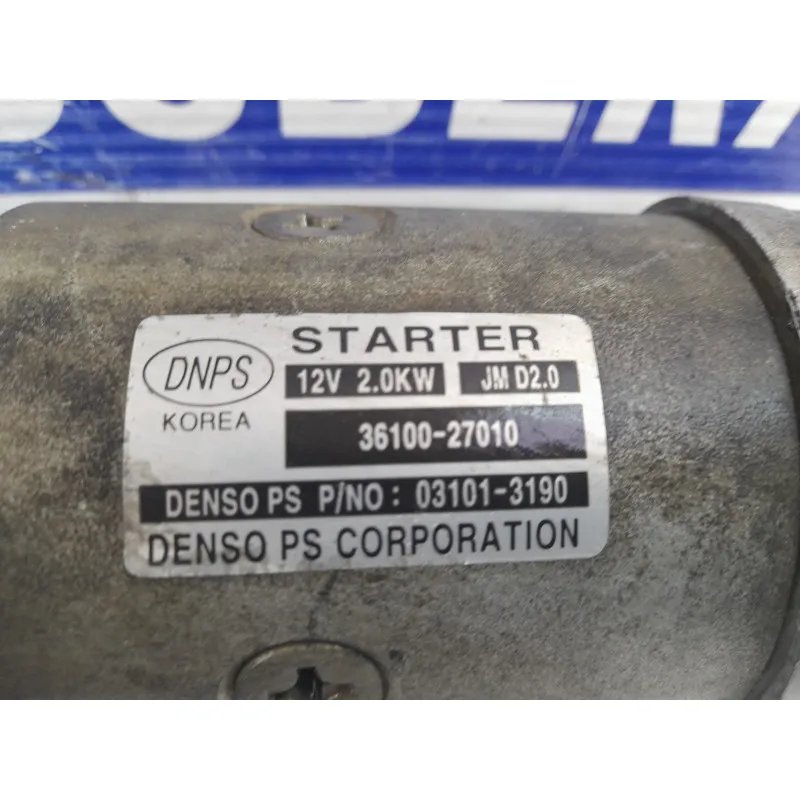 STARTER
DNPS
12V 2.0KW JM D2.0
KOREA
36100-27010
DENSO PS P/NO: 03101-3190
DENSO PS CORPORATION